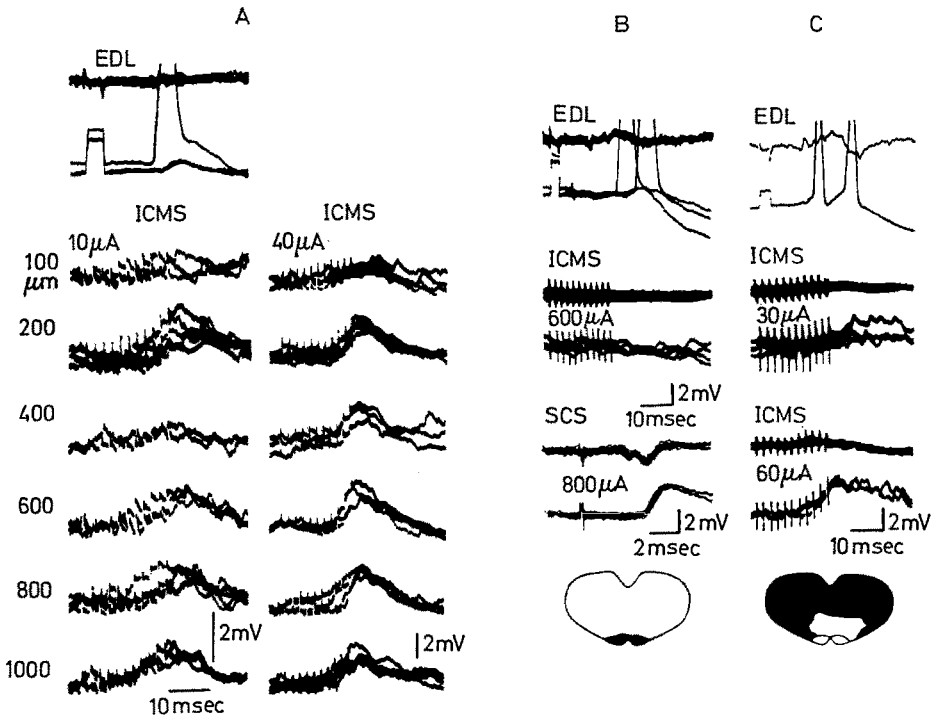 A
EDL
ICMS ICMS
10μA 40μA
100
μm
200
400
600
800
1000
2mV 2mV
10msec
B
EDL
ICMS
600μA
2mV
10msec
SCS
800μA
2mV
2msec
C
EDL
ICMS
30μA
ICMS
60μA
2mV
10msec